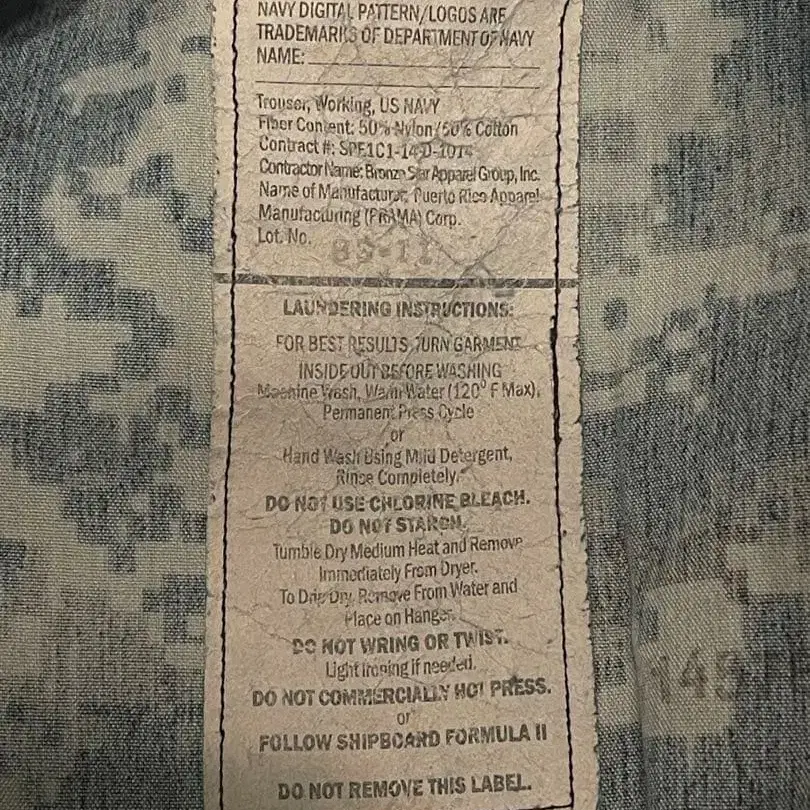 NAVY DIGITAL PATTERN/LOGOS ARE
TRADEMARKS OF DEPARTMENT OF NAVY
NAME:
Trouser, Working, US NAVY
Fiber Content: 50% Nylon/50% Cotton
Contract #: SPE1C1-14-D-1014
Contractor Name: Bronze Star Apparel Group, Inc.
Name of Manufacturer: Puerto Rico Apparel
Manufacturing (PRAMA) Corp.
Lot. No.
BS-11
LAUNDERING INSTRUCTIONS:
FOR BEST RESULTS TURN GARMENT
INSIDE OUT BEFORE WASHING
Machine Wash, Warm Water (120° F Max),
Permanent Press Cycle
or
Hand Wash Using Mild Detergent,
Rinse Completely.
DO NOT USE CHLORINE BLEACH.
DO NOT STARCH.
Tumble Dry Medium Heat and Remove
Immediately From Dryer.
To Drip Dry, Remove From Water and
Place on Hanger.
DO NOT WRING OR TWIST.
Light Ironing if needed.
DO NOT COMMERCIALLY HOT PRESS.
or
FOLLOW SHIPBOARD FORMULA II
DO NOT REMOVE THIS LABEL.